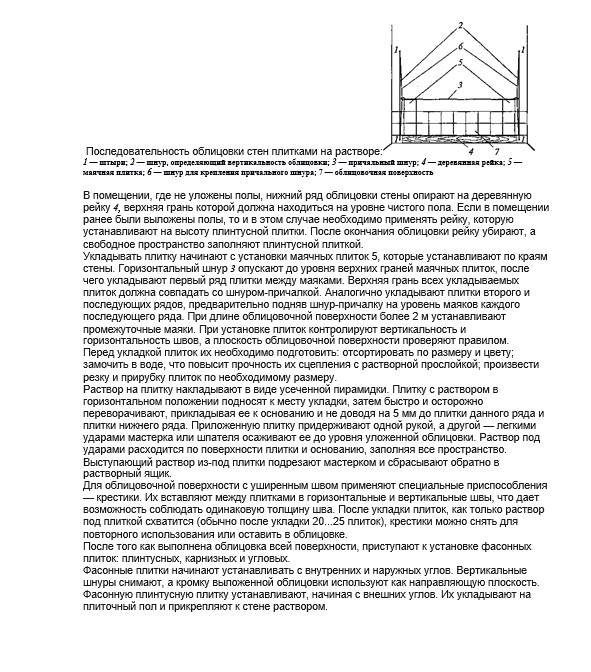 2
1
6
1
5
3
4
7
Последовательность облицовки стен плитками на растворе:
1 — штыри; 2 — шнур, определяющий вертикальность облицовки; 3 — причальный шнур; 4 — деревянная рейка; 5 —
маячная плитка; 6 — шнур для крепления причального шнура; 7 — облицовочная поверхность
В помещении, где не уложены полы, нижний ряд облицовки стены опирают на деревянную
рейку 4, верхняя грань которой должна находиться на уровне чистого пола. Если в помещении
ранее были выложены полы, то и в этом случае необходимо применять рейку, которую
устанавливают на высоту плинтусной плитки. После окончания облицовки рейку убирают, а
свободное пространство заполняют плинтусной плиткой.
Укладывать плитку начинают с установки маячных плиток 5, которые устанавливают по краям
стены. Горизонтальный шнур 3 опускают до уровня верхних граней маячных плиток, после
чего укладывают первый ряд плитки между маяками. Верхняя грань всех укладываемых
плиток должна совпадать со шнуром-причалкой. Аналогично укладывают плитки второго и
последующих рядов, предварительно подняв шнур-причалку на уровень маяков каждого
последующего ряда. При длине облицовочной поверхности более 2 м устанавливают
промежуточные маяки. При установке плиток контролируют вертикальность и
горизонтальность швов, а плоскость облицовочной поверхности проверяют правилом.
Перед укладкой плиток их необходимо подготовить: отсортировать по размеру и цвету;
замочить в воде, что повысит прочность их сцепления с растворной прослойкой; произвести
резку и прирубку плиток по необходимому размеру.
Раствор на плитку накладывают в виде усеченной пирамидки. Плитку с раствором в
горизонтальном положении подносят к месту укладки, затем быстро и осторожно
переворачивают, прикладывая ее к основанию и не доводя на 5 мм до плитки данного ряда и
плитки нижнего ряда. Приложенную плитку придерживают одной рукой, а другой — легкими
ударами мастерка или шпателя осаживают ее до уровня уложенной облицовки. Раствор под
ударами расходится по поверхности плитки и основанию, заполняя все пространство.
Выступающий раствор из-под плитки подрезают мастерком и сбрасывают обратно в
растворный ящик.
Для облицовочной поверхности с уширенным швом применяют специальные приспособления
— крестики. Их вставляют между плитками в горизонтальные и вертикальные швы, что дает
возможность соблюдать одинаковую толщину шва. После укладки плиток, как только раствор
под плиткой схватится (обычно после укладки 20...25 плиток), крестики можно снять для
повторного использования или оставить в облицовке.
После того как выполнена облицовка всей поверхности, приступают к установке фасонных
плиток: плинтусных, карнизных и угловых.
Фасонные плитки начинают устанавливать с внутренних и наружных углов. Вертикальные
шнуры снимают, а кромку выложенной облицовки используют как направляющую плоскость.
Фасонную плинтусную плитку устанавливают, начиная с внешних углов. Их укладывают на
плиточный пол и прикрепляют к стене раствором.